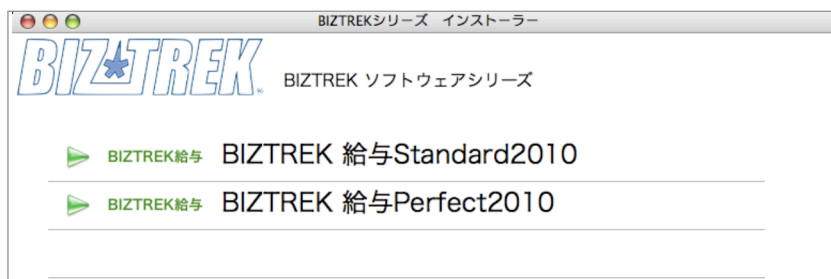 BIZTREKシリーズ　インストーラー
BIZTREK. BIZTREK ソフトウェアシリーズ
BIZTREK給与 BIZTREK 給与Standard2010
BIZTREK給与 BIZTREK 給与Perfect2010